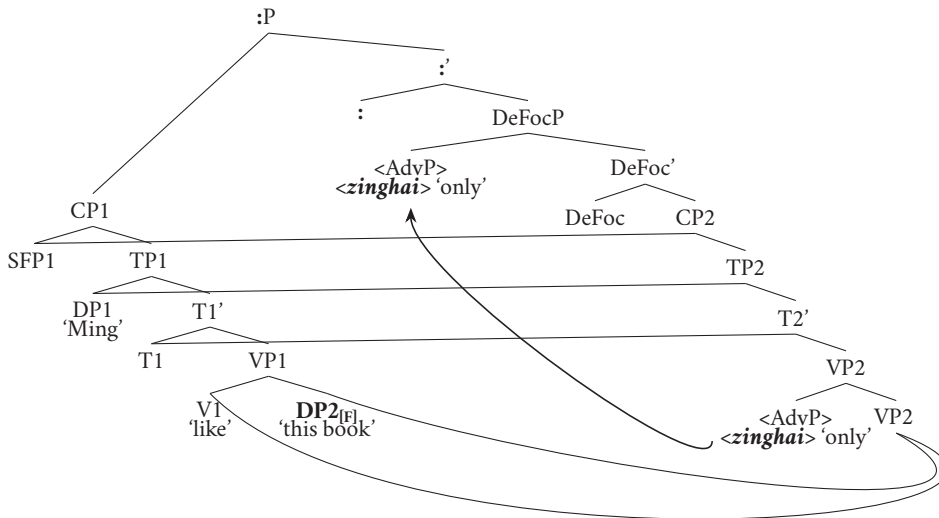 :P
:’
:
DeFocP
<AdvP>
<zinghai> ‘only’
DeFoc’
CP1
DeFoc
CP2
SFP1
TP1
TP2
DP1
‘Ming’
T1’
T2’
T1
VP1
VP2
V1
‘like’
DP2[F]
‘this book’
<AdvP>
<zinghai> ‘only’
VP2